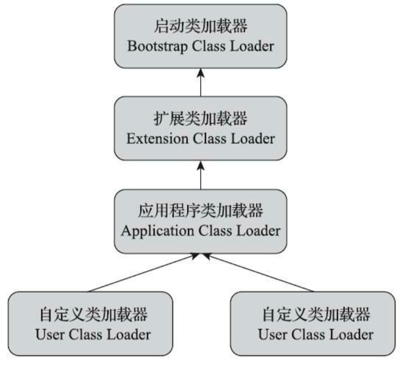 启动类加载器
Bootstrap Class Loader
扩展类加载器
Extension Class Loader
应用程序类加载器
Application Class Loader
自定义类加载器
User Class Loader
自定义类加载器
User Class Loader